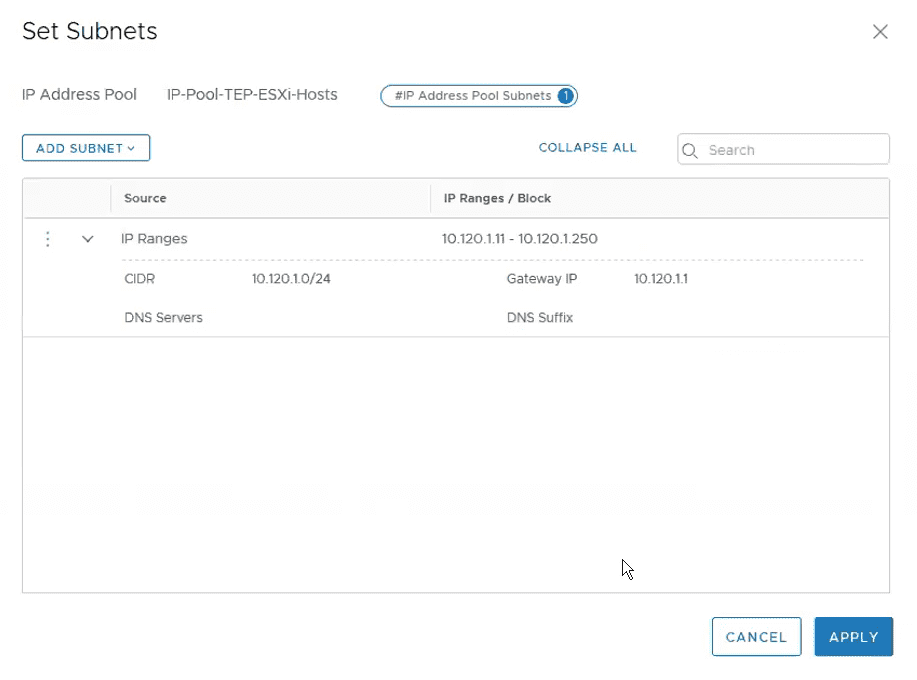 Set Subnets
IP Address Pool IP-Pool-TEP-ESXi-Hosts #IP Address Pool Subnets 1
ADD SUBNET COLLAPSE ALL Search
Source IP Ranges / Block
IP Ranges 10.120.1.11 - 10.120.1.250
CIDR 10.120.1.0/24 Gateway IP 10.120.1.1
DNS Servers DNS Suffix
CANCEL APPLY